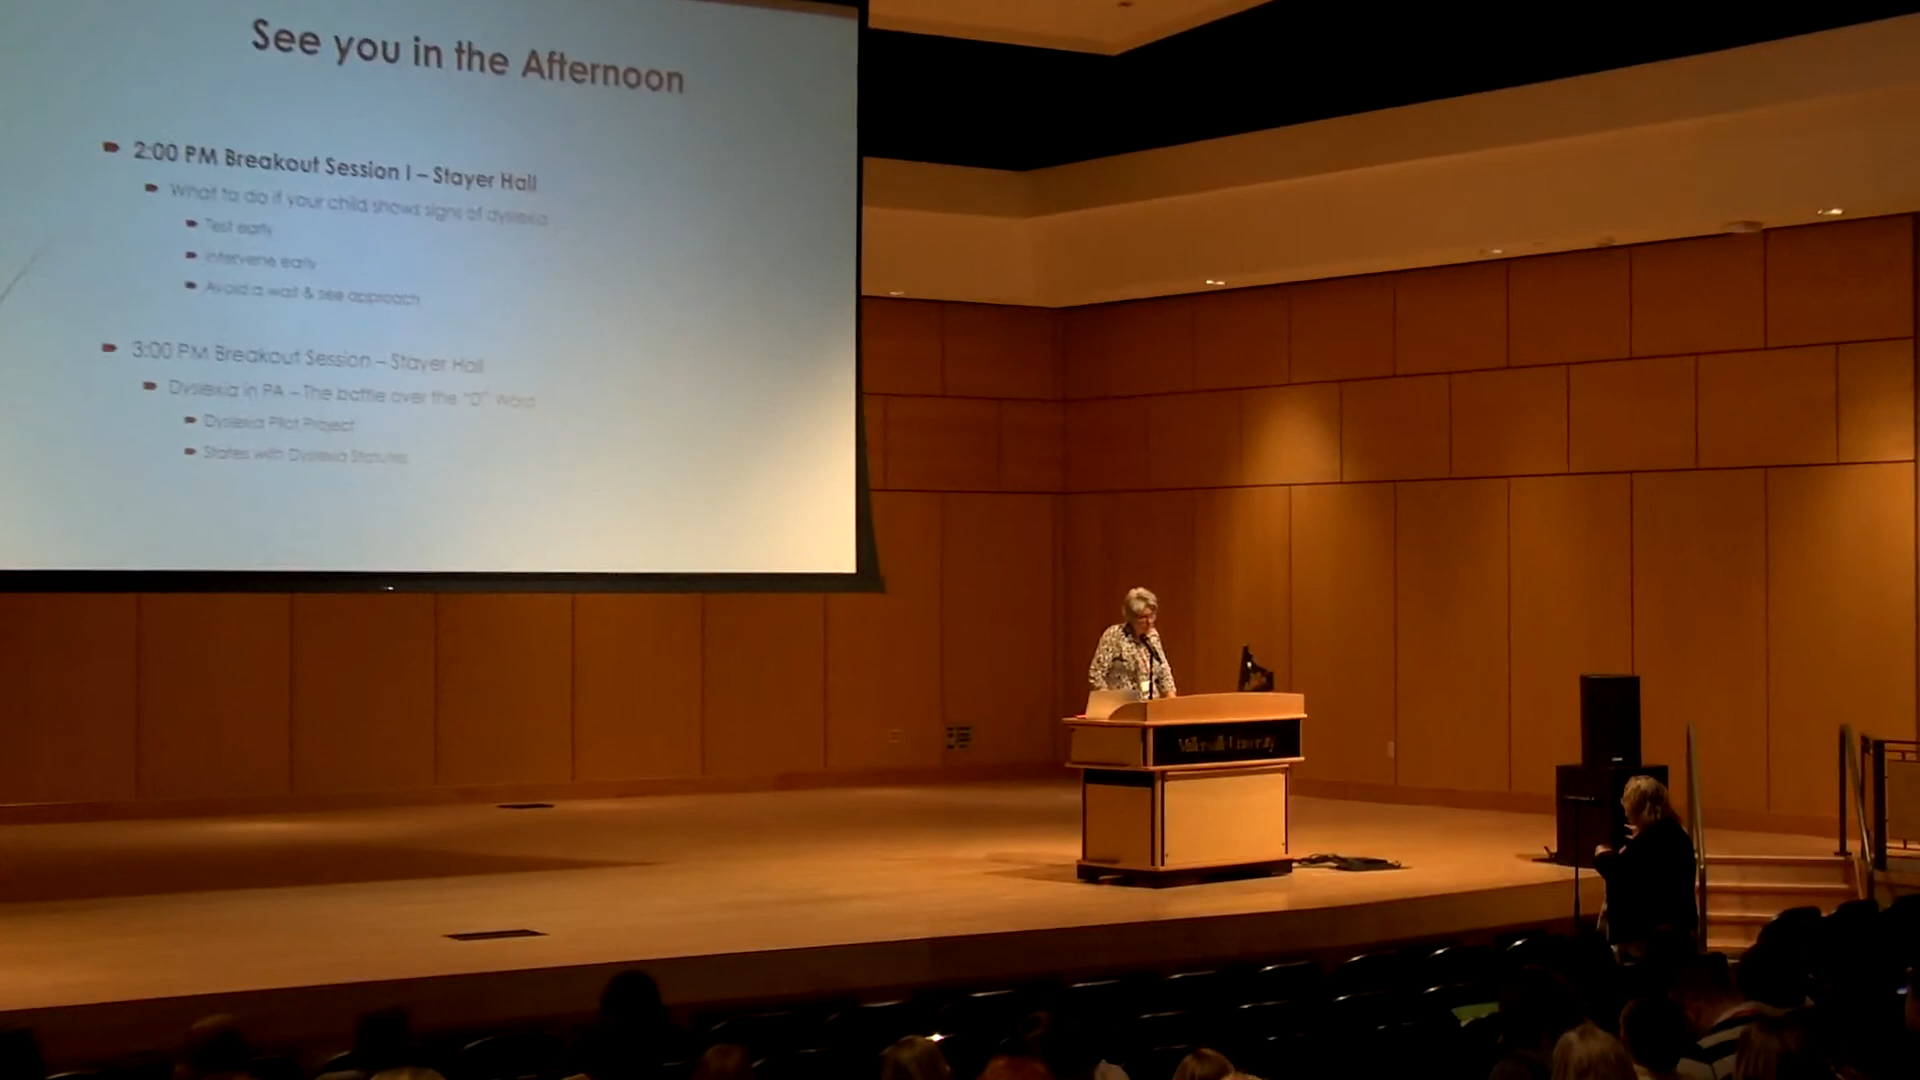 See you in the Afternoon
2:00 PM Breakout Session I – Stayer Hall
What to do if your child shows signs of dyslexia
Test early
Intervene early
Avoid a wait & see approach
3:00 PM Breakout Session – Stayer Hall
Dyslexia in PA – The battle over the "D" Word
Dyslexia Pilot Project
States with Dyslexia Statutes
Millersville University